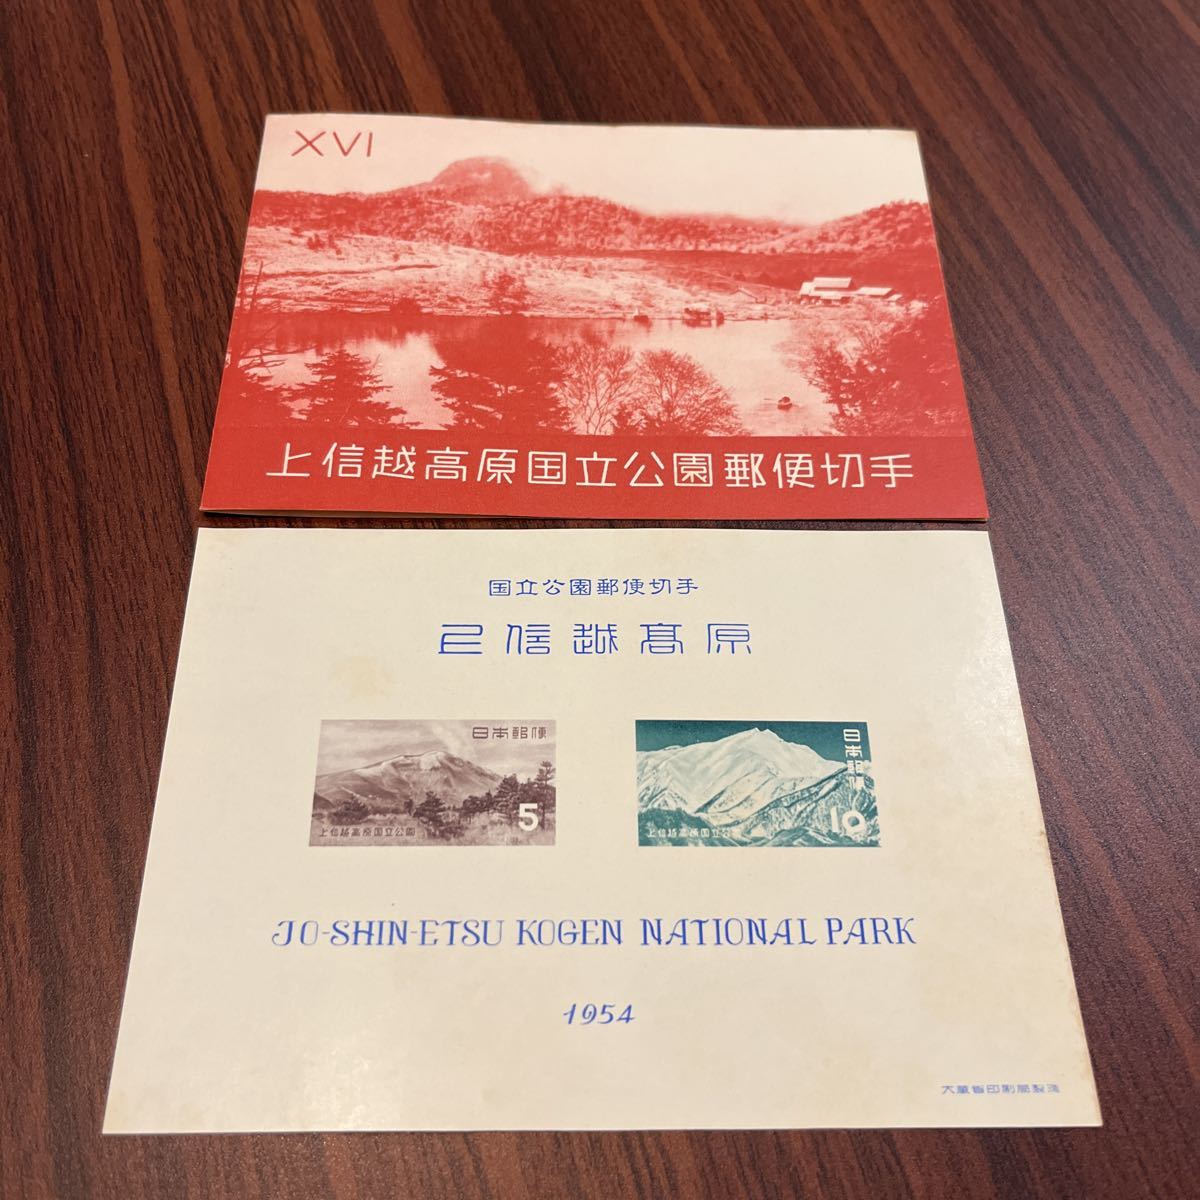 XVI
上信越高原国立公園郵便切手
国立公園郵便切手
上信越高原
日本郵便
5
上信越高原国立公園
日本郵便
10
上信越高原国立公園
JO-SHIN-ETSU KOGEN NATIONAL PARK
1954
大蔵省印刷局製造